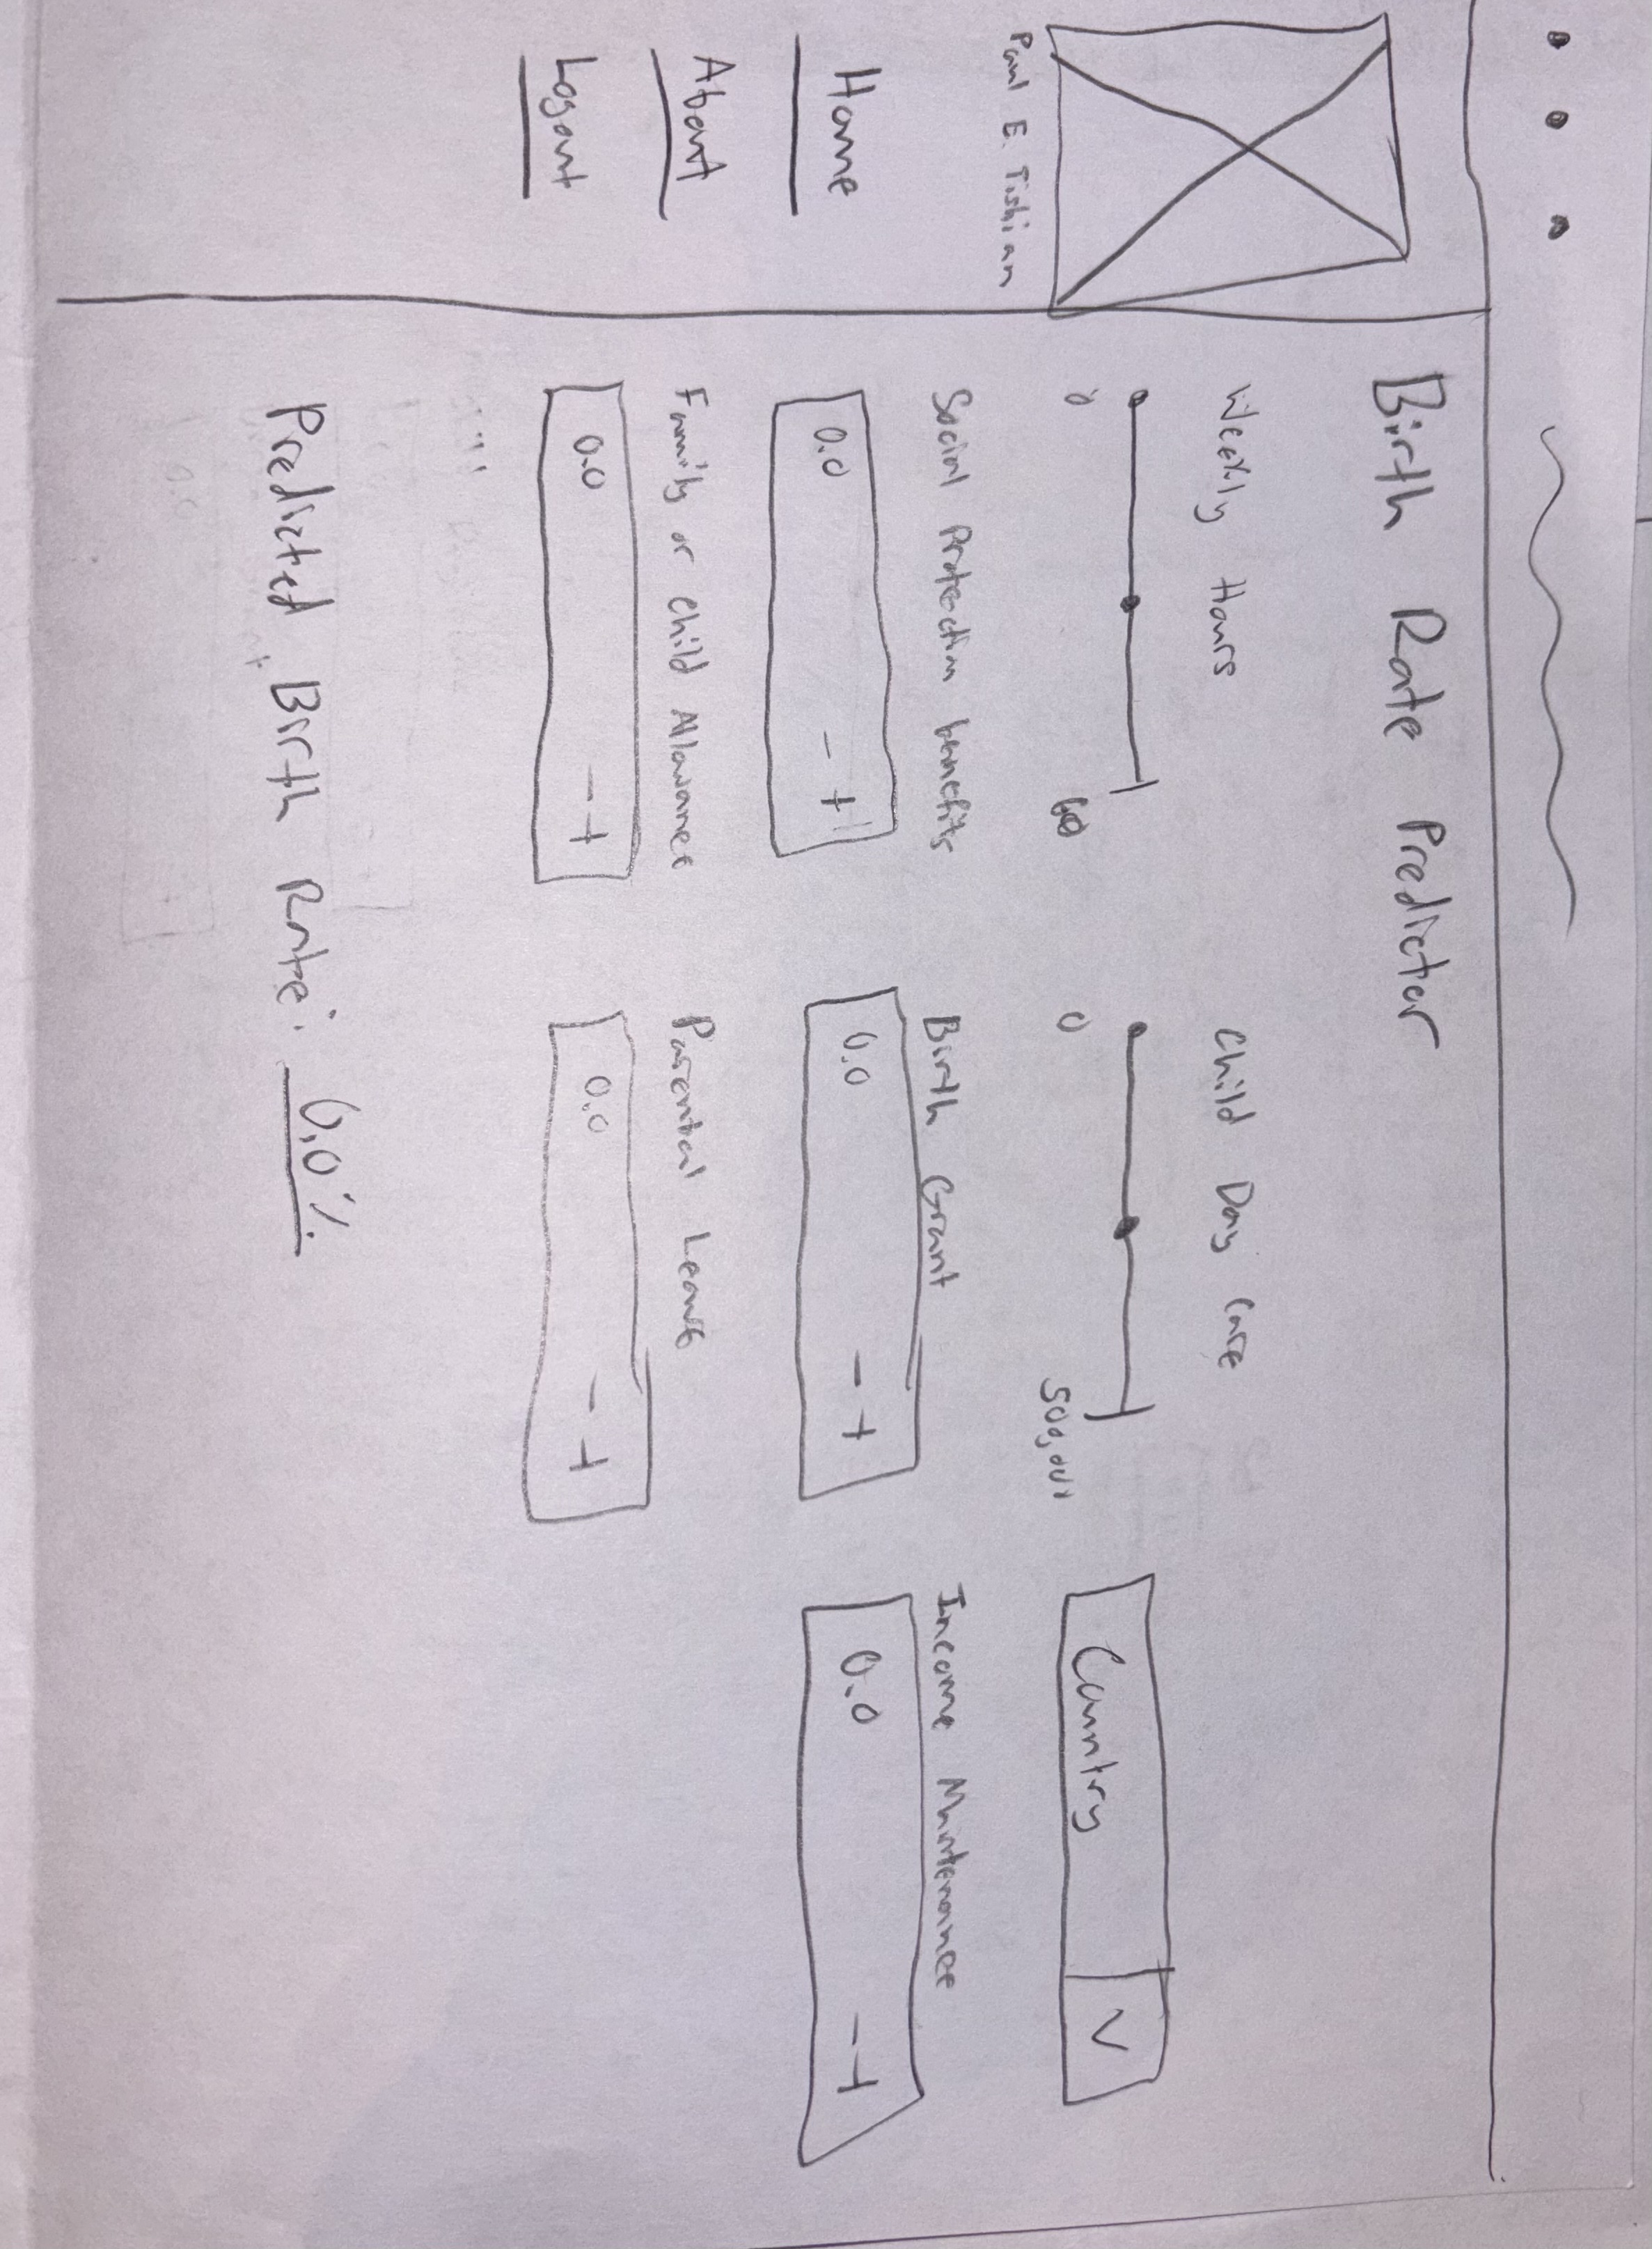 Birth Rate Predictor
Paul E. Tishian
Home
About
Logout
Weekly Hours
0
60
Child Day Care
0
500,000
Country
Social Protection benefits
0.0 - +
Birth Grant
0.0 - +
Income Maintenance
0.0 - +
Family or Child Allowance
0.0 - +
Parental Leave
0.0 - +
Predicted Birth Rate: 0.0%